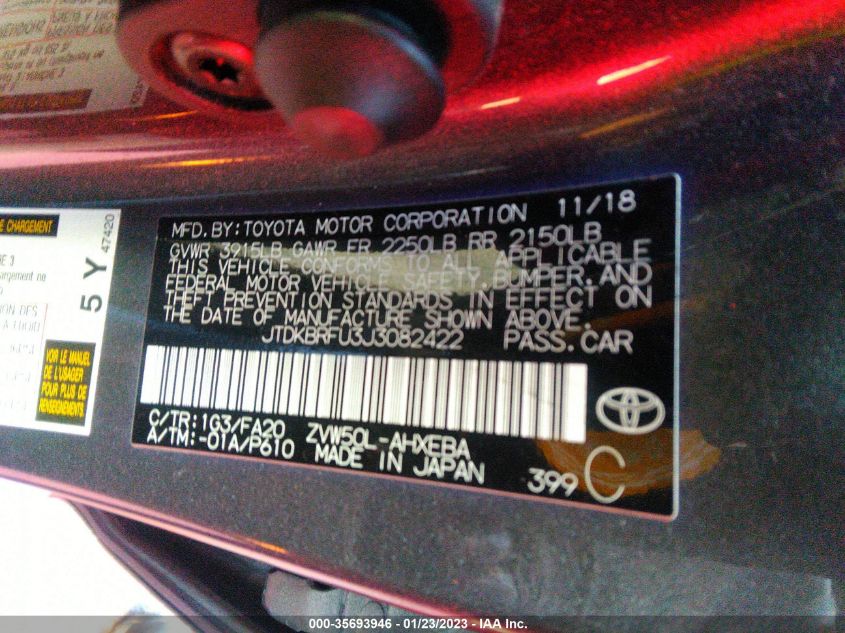 MFD. BY: TOYOTA MOTOR CORPORATION 11/18
GVWR 3915LB GAWR FR 2250LB RR 2150LB
THIS VEHICLE CONFORMS TO ALL APPLICABLE
FEDERAL MOTOR VEHICLE SAFETY, BUMPER, AND
THEFT PREVENTION STANDARDS IN EFFECT ON
THE DATE OF MANUFACTURE SHOWN ABOVE.
JTDKBRFU3J3082422 PASS.CAR
C/TR: 1G3/FA20 ZVW50L-AHXEBA
A/TM:-01A/P610 MADE IN JAPAN
399 C
E CHARGEMENT
5 Y
47420
VOIR LE MANUEL
DE L'USAGER
POUR PLUS DE
RENSEIGNEMENTS
000-35693946 - 01/23/2023 - IAA Inc.